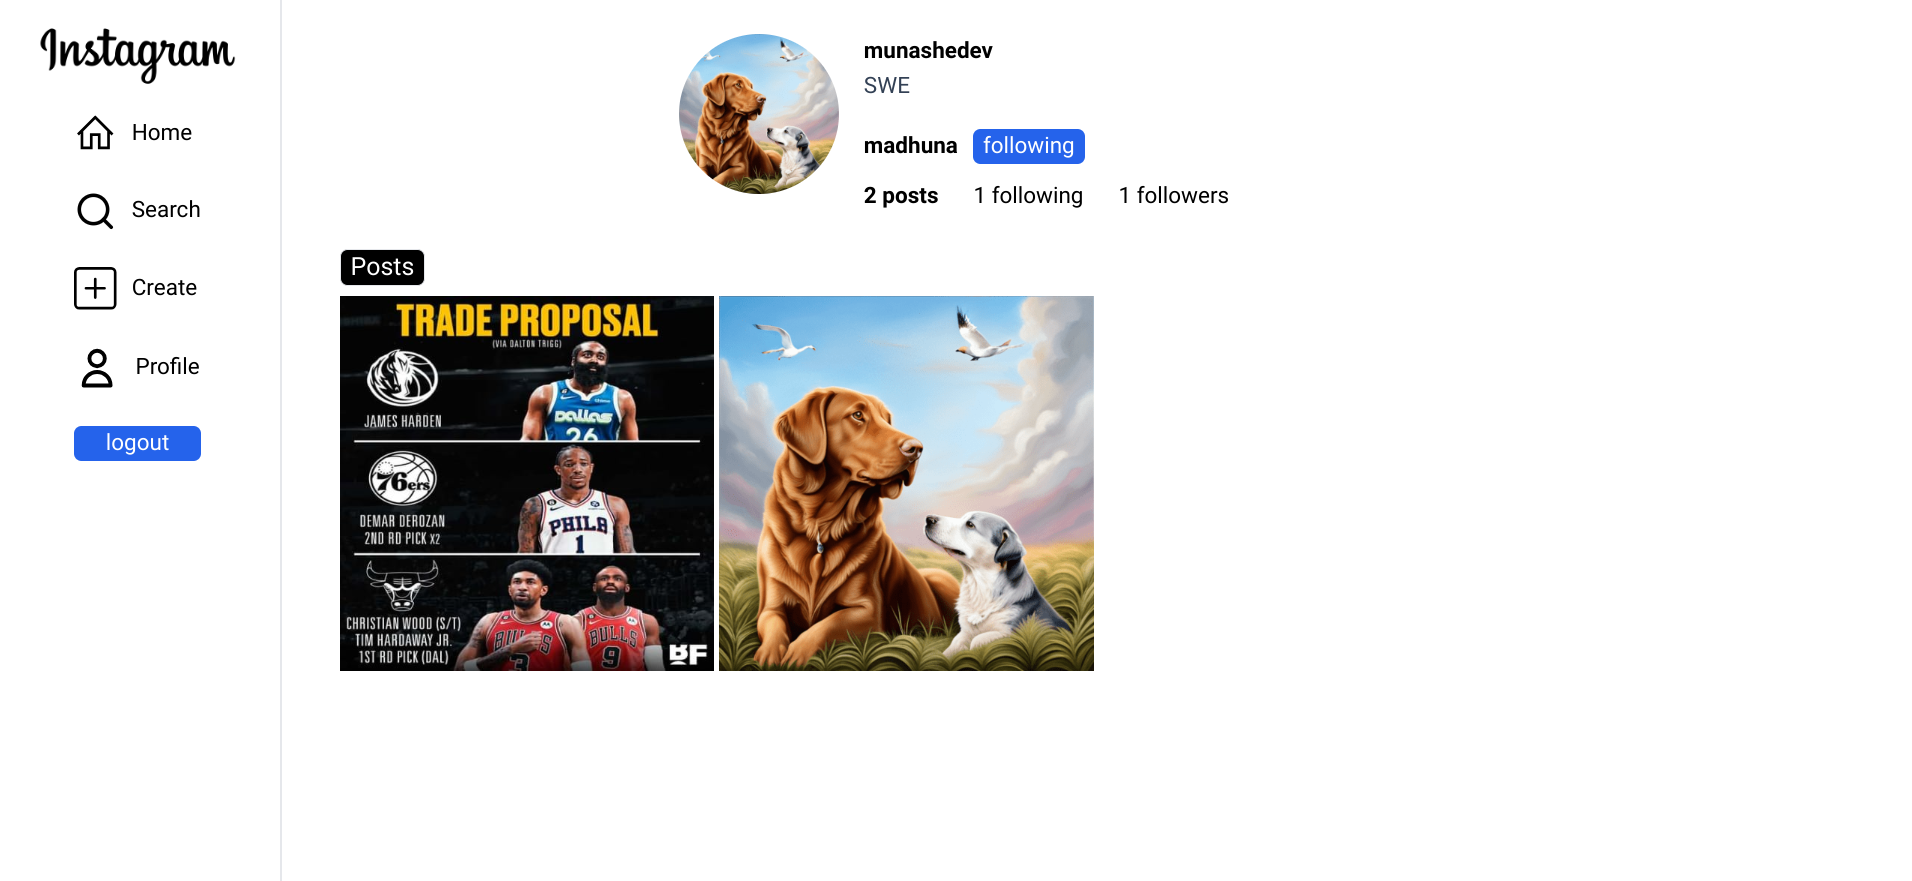 Instagram
Home
Search
Create
Profile
logout
munashedev
SWE
madhuna following
2 posts 1 following 1 followers
Posts
TRADE PROPOSAL
(VIA DALTON TRIGG)
JAMES HARDEN
DALLAS
26
76ers
DEMAR DEROZAN
2ND RD PICK X2
PHILA
1
CHRISTIAN WOOD (S/T)
TIM HARDAWAY JR.
1ST RD PICK (DAL)
BULLS
3
BULLS
9